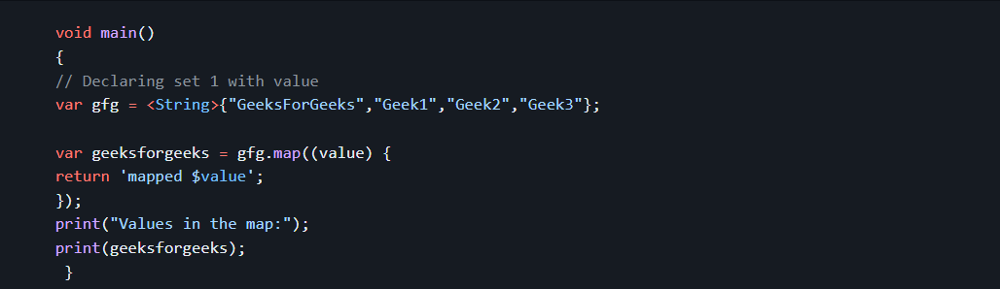 void main()
{
// Declaring set 1 with value
var gfg = <String>{"GeeksForGeeks","Geek1","Geek2","Geek3"};
var geeksforgeeks = gfg.map((value) {
return 'mapped $value';
});
print("Values in the map:");
print(geeksforgeeks);
}